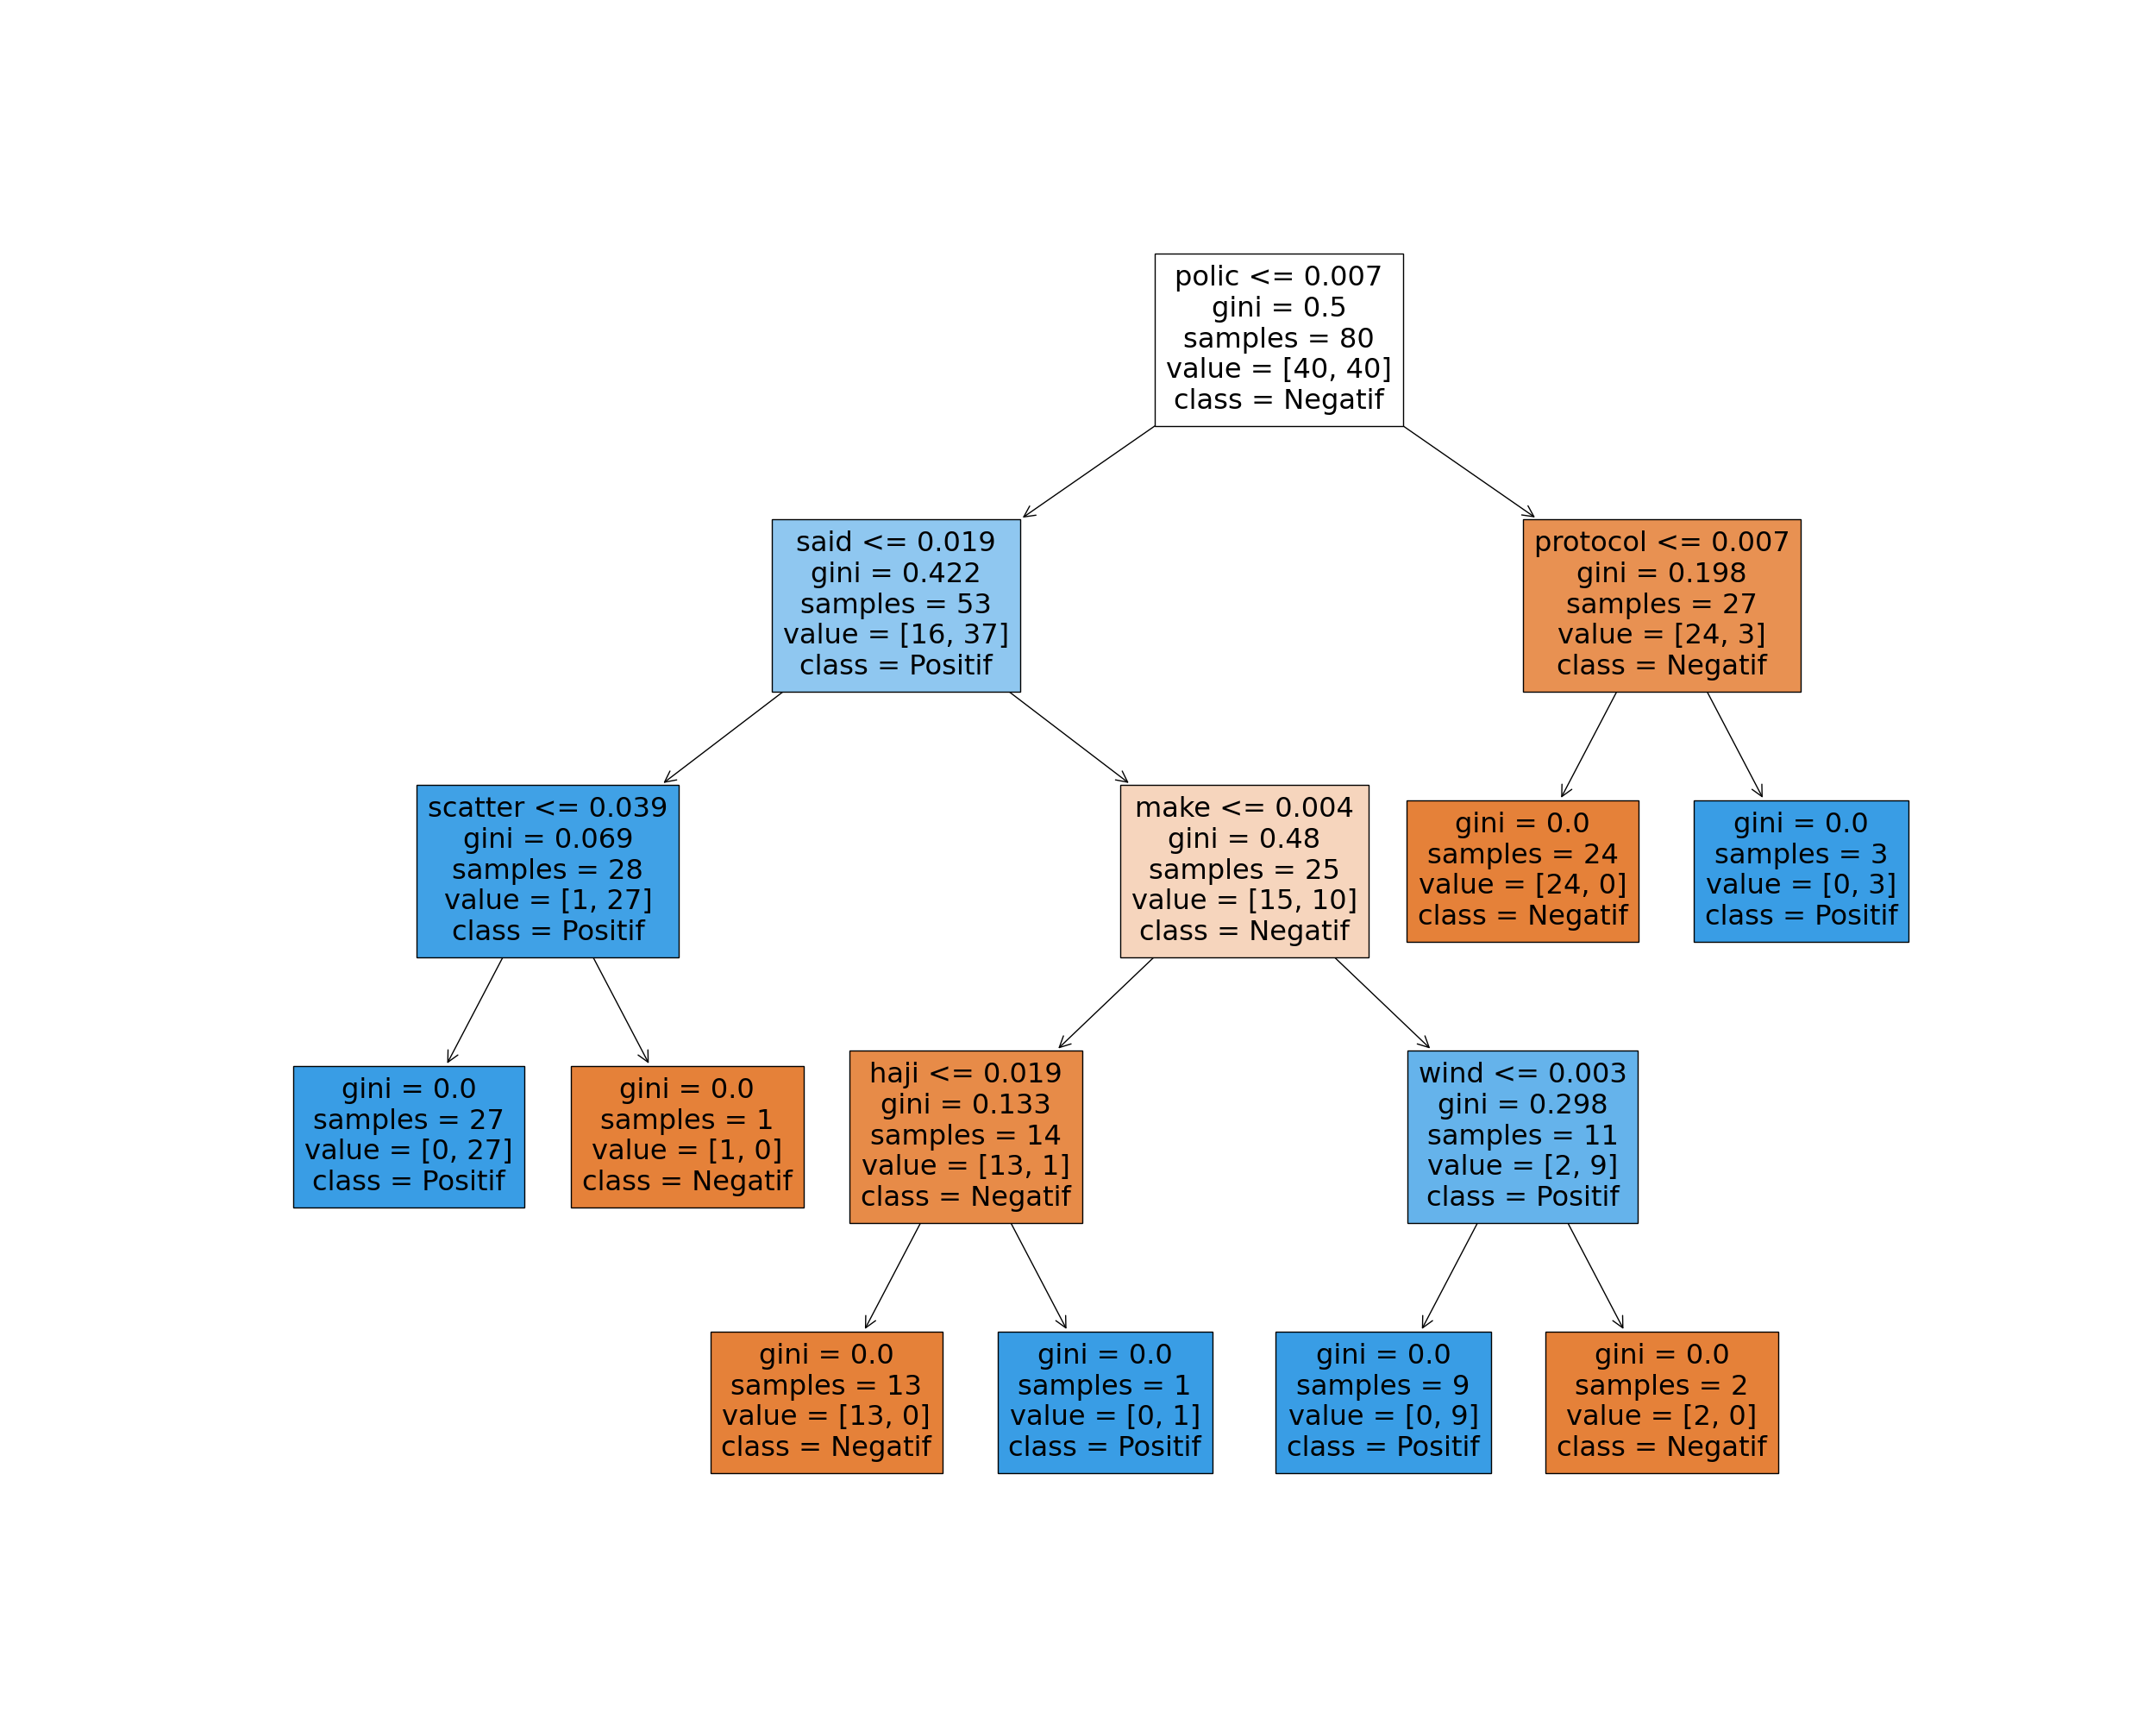 polic <= 0.007
gini = 0.5
samples = 80
value = [40, 40]
class = Negatif
said <= 0.019
gini = 0.422
samples = 53
value = [16, 37]
class = Positif
protocol <= 0.007
gini = 0.198
samples = 27
value = [24, 3]
class = Negatif
scatter <= 0.039
gini = 0.069
samples = 28
value = [1, 27]
class = Positif
make <= 0.004
gini = 0.48
samples = 25
value = [15, 10]
class = Negatif
gini = 0.0
samples = 24
value = [24, 0]
class = Negatif
gini = 0.0
samples = 3
value = [0, 3]
class = Positif
gini = 0.0
samples = 27
value = [0, 27]
class = Positif
gini = 0.0
samples = 1
value = [1, 0]
class = Negatif
haji <= 0.019
gini = 0.133
samples = 14
value = [13, 1]
class = Negatif
wind <= 0.003
gini = 0.298
samples = 11
value = [2, 9]
class = Positif
gini = 0.0
samples = 13
value = [13, 0]
class = Negatif
gini = 0.0
samples = 1
value = [0, 1]
class = Positif
gini = 0.0
samples = 9
value = [0, 9]
class = Positif
gini = 0.0
samples = 2
value = [2, 0]
class = Negatif